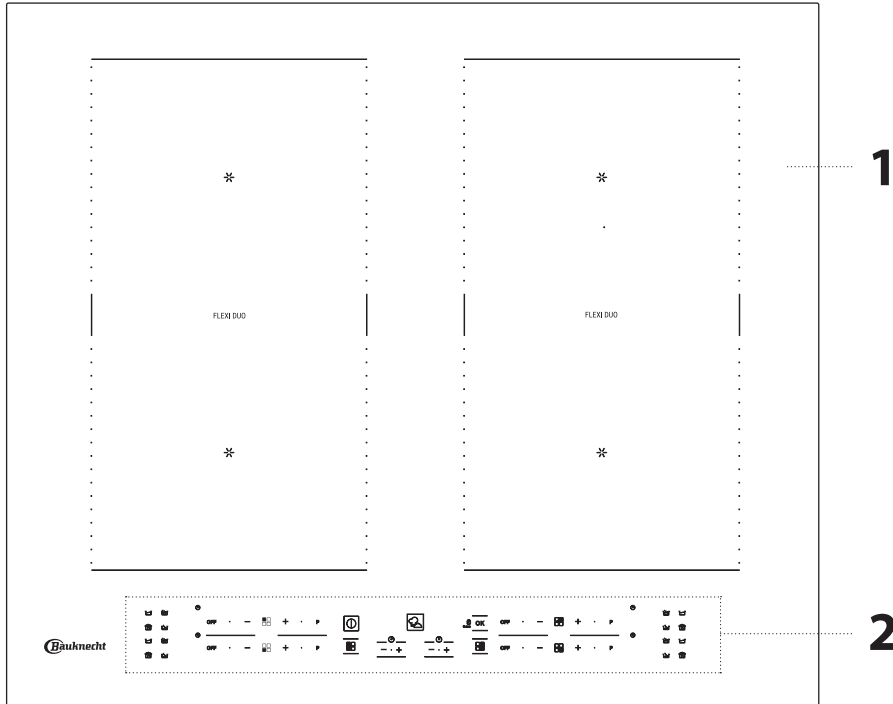 1
FLEXI DUO FLEXI DUO
OFF · − + · P OK OFF · − + · P
2
Bauknecht
OFF · − + · P − · + − · + OFF · − + · P